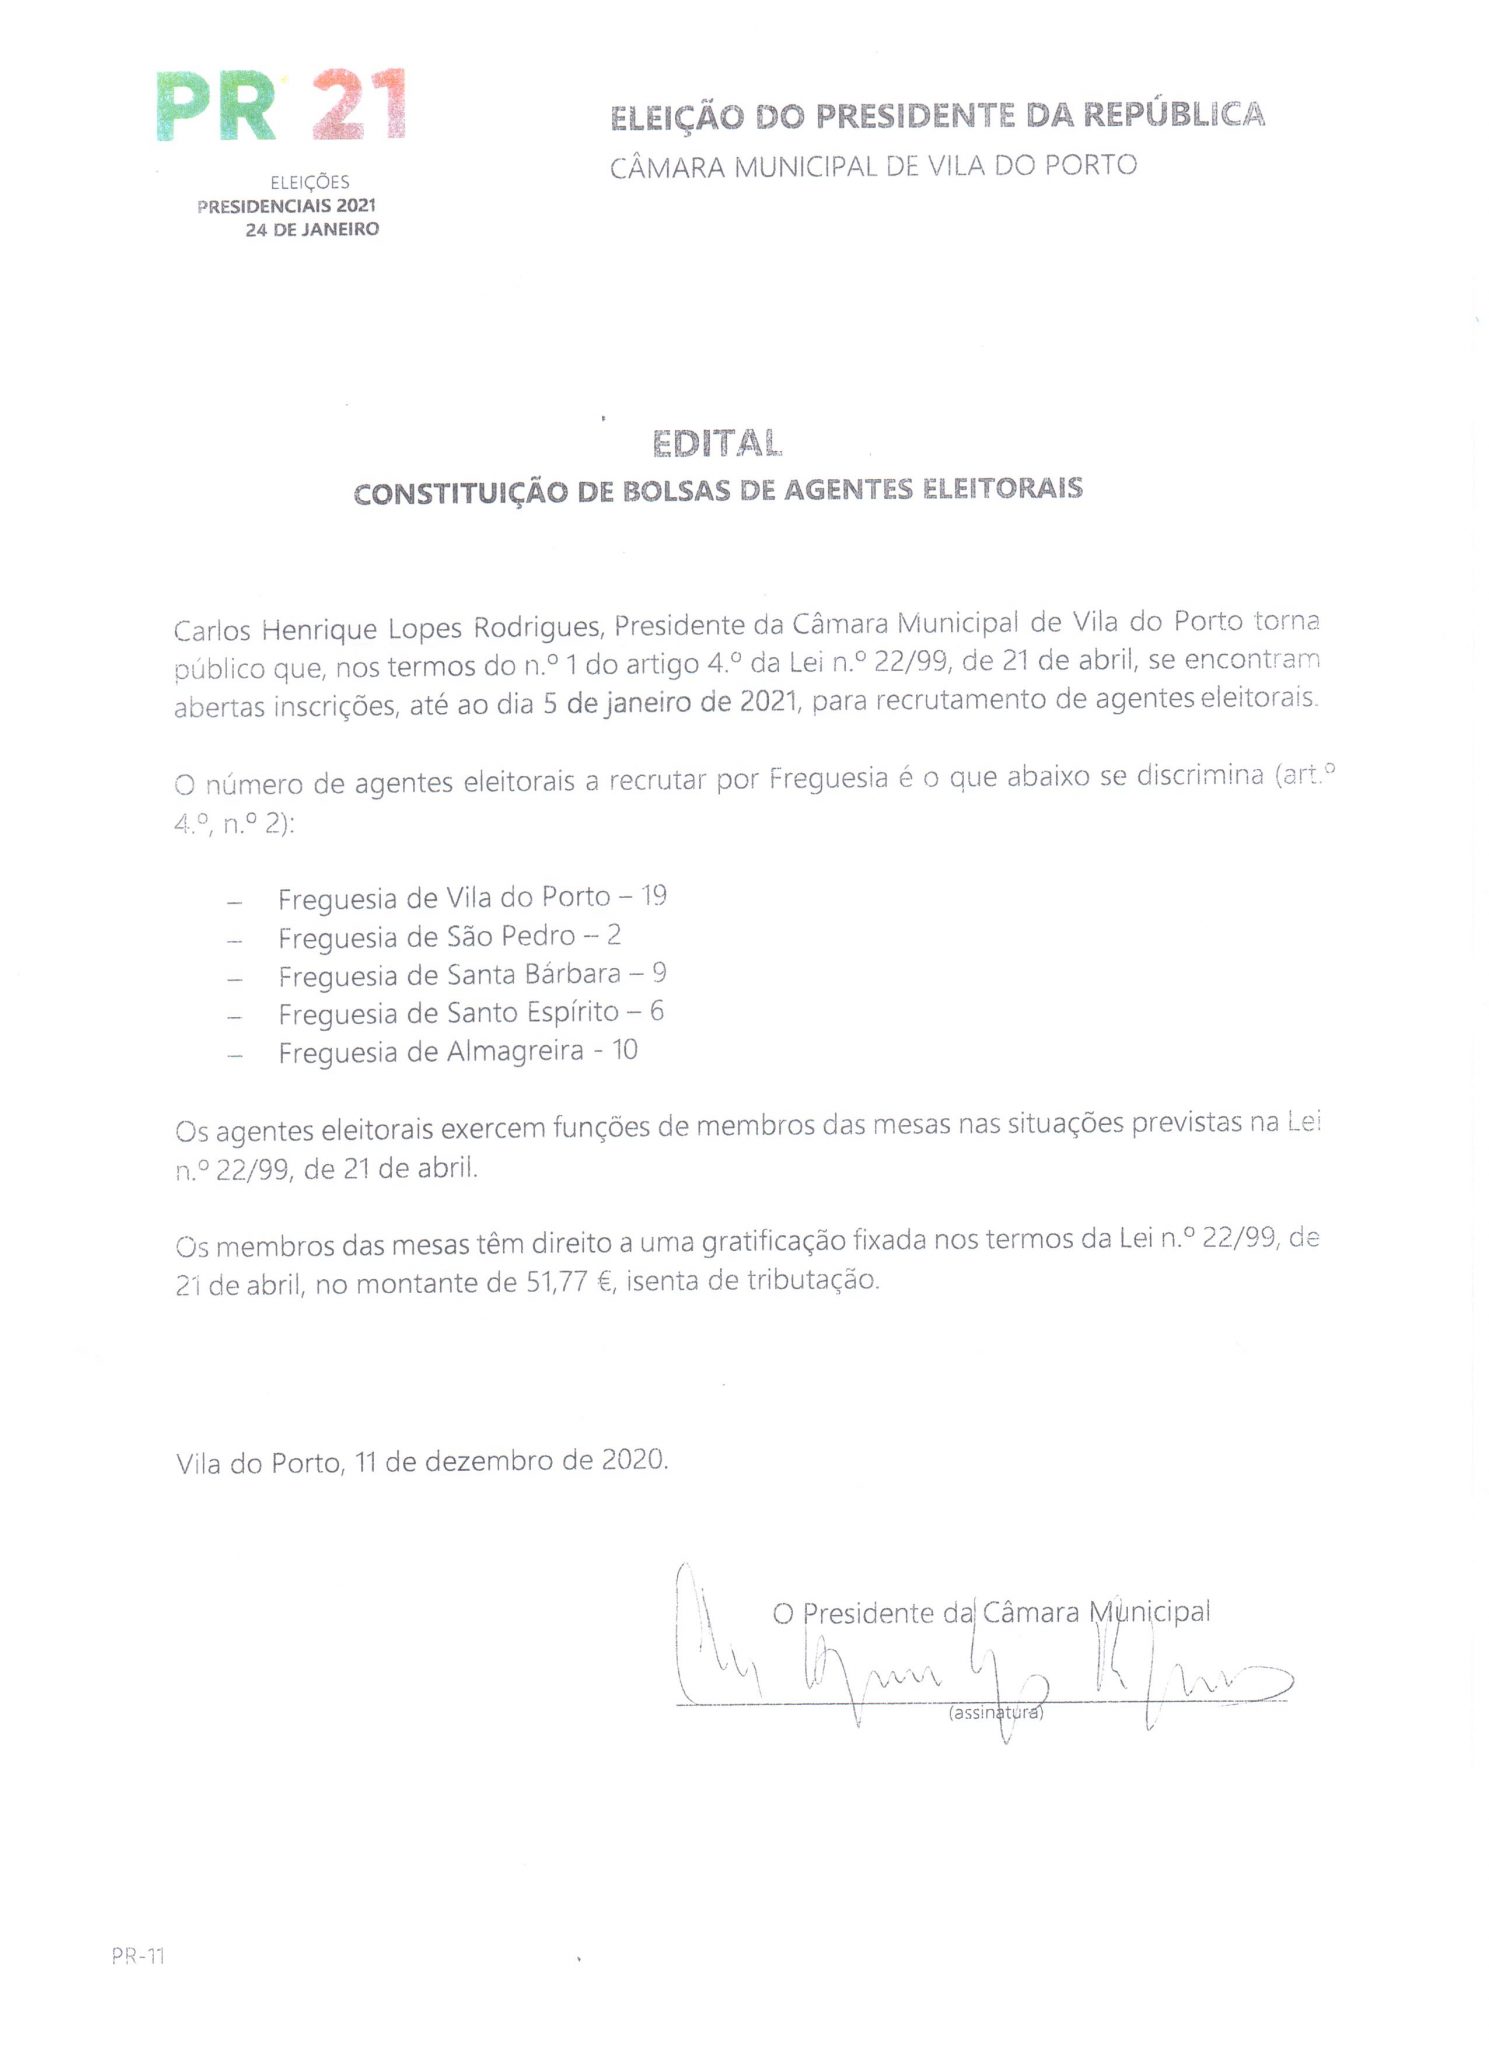 PR 21
ELEIÇÕES
PRESIDENCIAIS 2021
24 DE JANEIRO
ELEIÇÃO DO PRESIDENTE DA REPÚBLICA
CÂMARA MUNICIPAL DE VILA DO PORTO
EDITAL
CONSTITUIÇÃO DE BOLSAS DE AGENTES ELEITORAIS
Carlos Henrique Lopes Rodrigues, Presidente da Câmara Municipal de Vila do Porto torna
público que, nos termos do n.º 1 do artigo 4.º da Lei n.º 22/99, de 21 de abril, se encontram
abertas inscrições, até ao dia 5 de janeiro de 2021, para recrutamento de agentes eleitorais.
O número de agentes eleitorais a recrutar por Freguesia é o que abaixo se discrimina (art.º
4.º, n.º 2):
– Freguesia de Vila do Porto – 19
– Freguesia de São Pedro – 2
– Freguesia de Santa Bárbara – 9
– Freguesia de Santo Espírito – 6
– Freguesia de Almagreira - 10
Os agentes eleitorais exercem funções de membros das mesas nas situações previstas na Lei
n.º 22/99, de 21 de abril.
Os membros das mesas têm direito a uma gratificação fixada nos termos da Lei n.º 22/99, de
21 de abril, no montante de 51,77 €, isenta de tributação.
Vila do Porto, 11 de dezembro de 2020.
O Presidente da Câmara Municipal
(assinatura)
PR-11